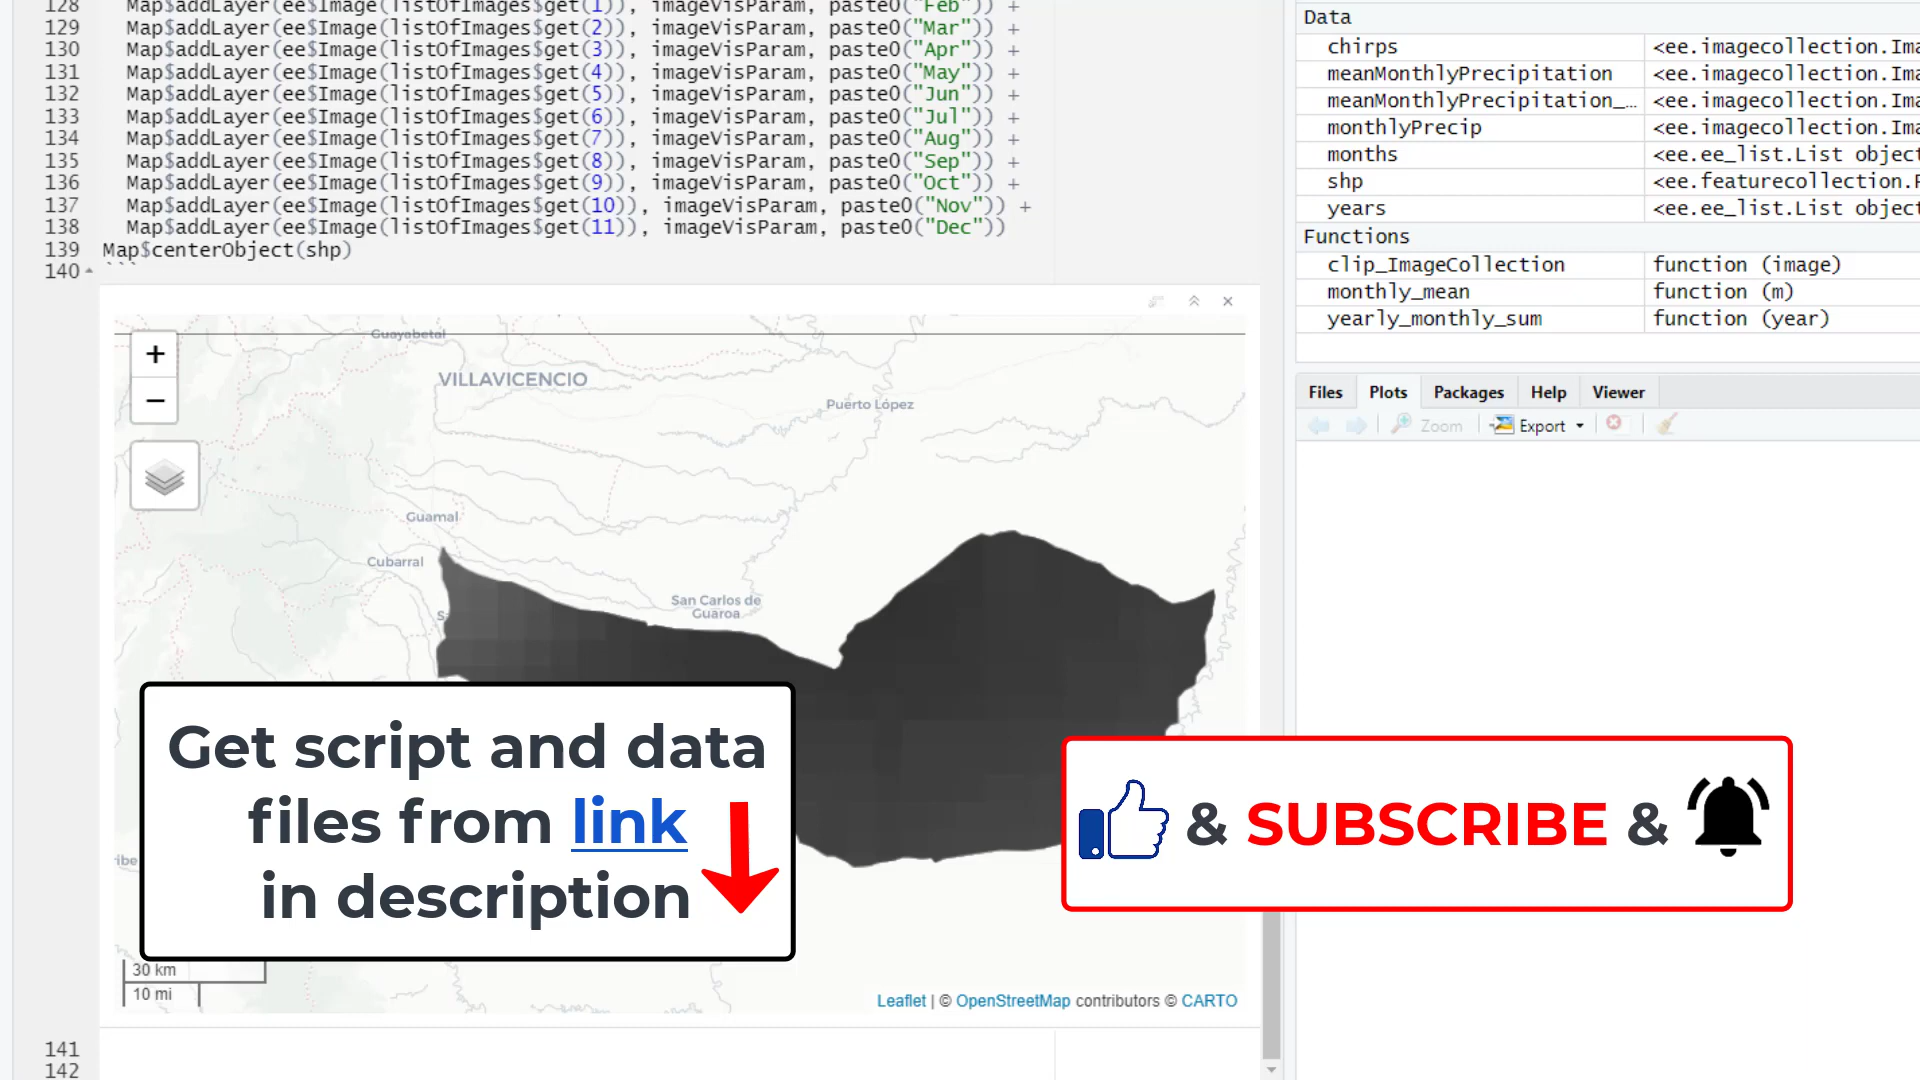 128 Map$addLayer(ee$Image(listOfImages$get(1)), imageVisParam, paste0("Feb")) +
129 Map$addLayer(ee$Image(listOfImages$get(2)), imageVisParam, paste0("Mar")) +
130 Map$addLayer(ee$Image(listOfImages$get(3)), imageVisParam, paste0("Apr")) +
131 Map$addLayer(ee$Image(listOfImages$get(4)), imageVisParam, paste0("May")) +
132 Map$addLayer(ee$Image(listOfImages$get(5)), imageVisParam, paste0("Jun")) +
133 Map$addLayer(ee$Image(listOfImages$get(6)), imageVisParam, paste0("Jul")) +
134 Map$addLayer(ee$Image(listOfImages$get(7)), imageVisParam, paste0("Aug")) +
135 Map$addLayer(ee$Image(listOfImages$get(8)), imageVisParam, paste0("Sep")) +
136 Map$addLayer(ee$Image(listOfImages$get(9)), imageVisParam, paste0("Oct")) +
137 Map$addLayer(ee$Image(listOfImages$get(10)), imageVisParam, paste0("Nov")) +
138 Map$addLayer(ee$Image(listOfImages$get(11)), imageVisParam, paste0("Dec"))
139 Map$centerObject(shp)
140 ```
Guayabetal
VILLAVICENCIO
Puerto López
Guamal
Cubarral
San Carlos de
Guaroa
+
−
Get script and data
files from link
in description
30 km
10 mi
Leaflet | © OpenStreetMap contributors © CARTO
141
142
Data
chirps <ee.imagecollection.Ima
meanMonthlyPrecipitation <ee.imagecollection.Ima
meanMonthlyPrecipitation_… <ee.imagecollection.Ima
monthlyPrecip <ee.imagecollection.Ima
months <ee.ee_list.List object
shp <ee.featurecollection.F
years <ee.ee_list.List object
Functions
clip_ImageCollection function (image)
monthly_mean function (m)
yearly_monthly_sum function (year)
Files Plots Packages Help Viewer
Zoom Export
& SUBSCRIBE &